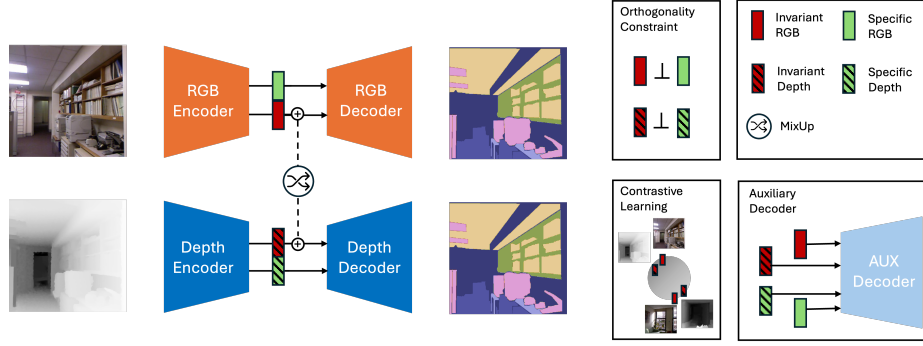 RGB
Encoder
RGB
Decoder
Depth
Encoder
Depth
Decoder
Orthogonality
Constraint
Invariant
RGB
Specific
RGB
Invariant
Depth
Specific
Depth
MixUp
Contrastive
Learning
Auxiliary
Decoder
AUX
Decoder